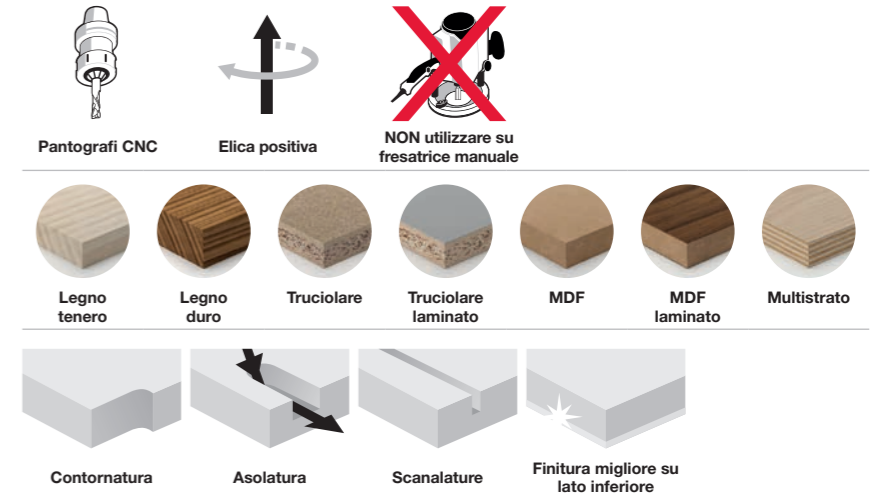 Pantografi CNC
Elica positiva
NON utilizzare su
fresatrice manuale
Legno
tenero
Legno
duro
Truciolare
Truciolare
laminato
MDF
MDF
laminato
Multistrato
Contornatura
Asolatura
Scanalature
Finitura migliore su
lato inferiore